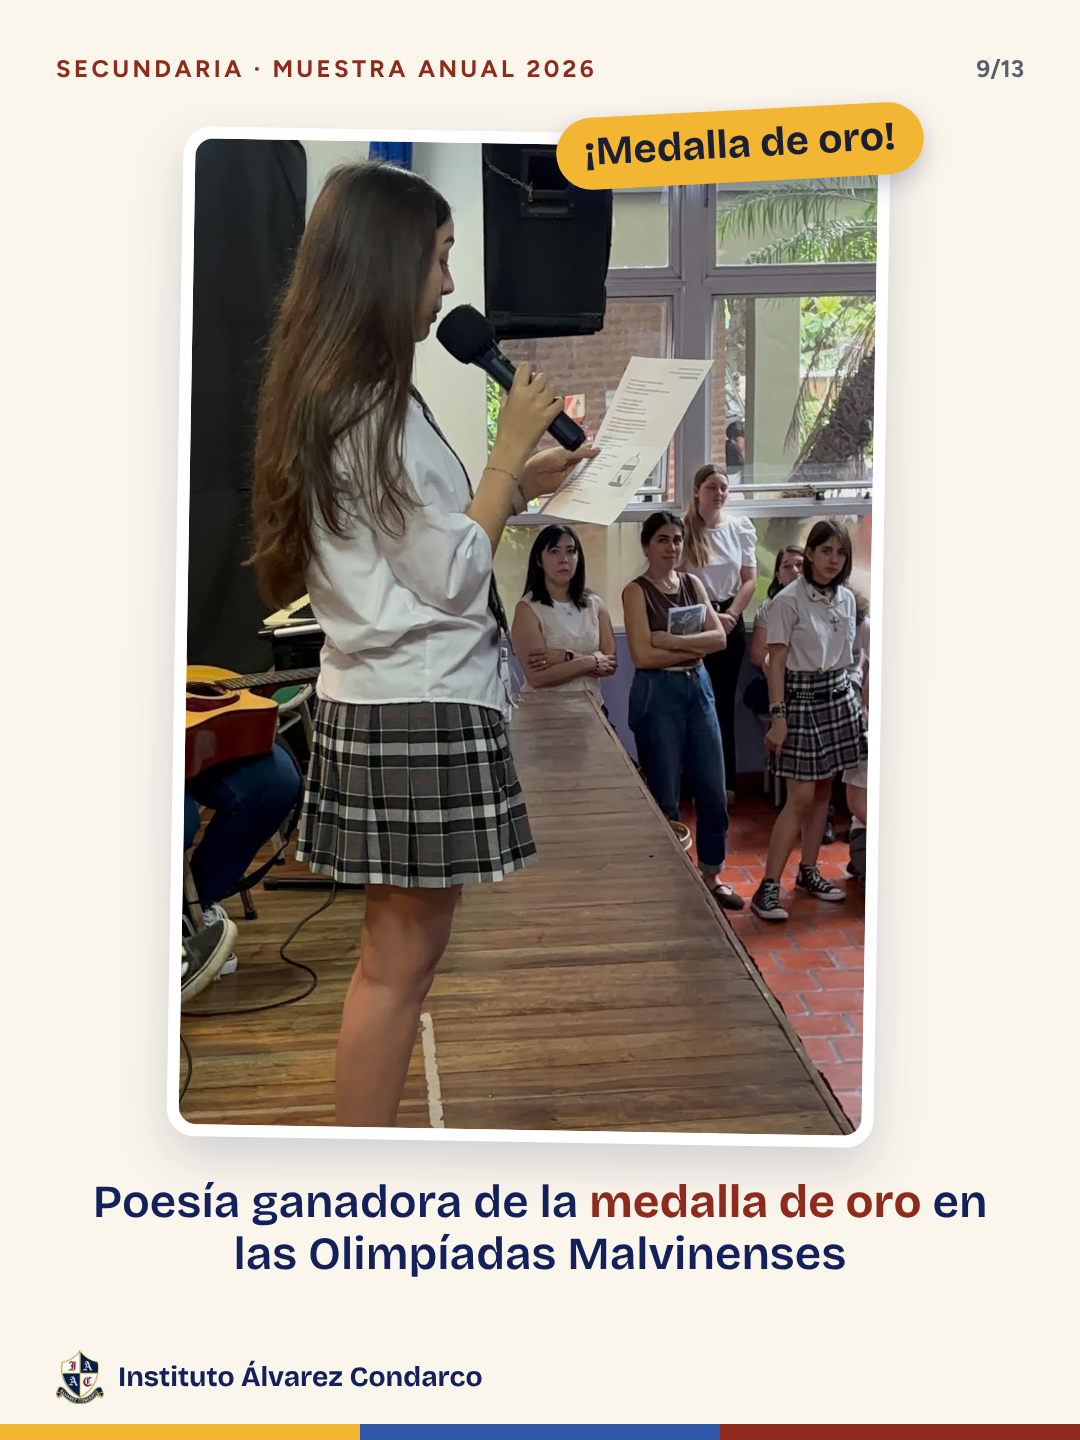 SECUNDARIA · MUESTRA ANUAL 2026
9/13
¡Medalla de oro!
Poesía ganadora de la medalla de oro en
las Olimpíadas Malvinenses
I A
A C
Instituto Álvarez Condarco